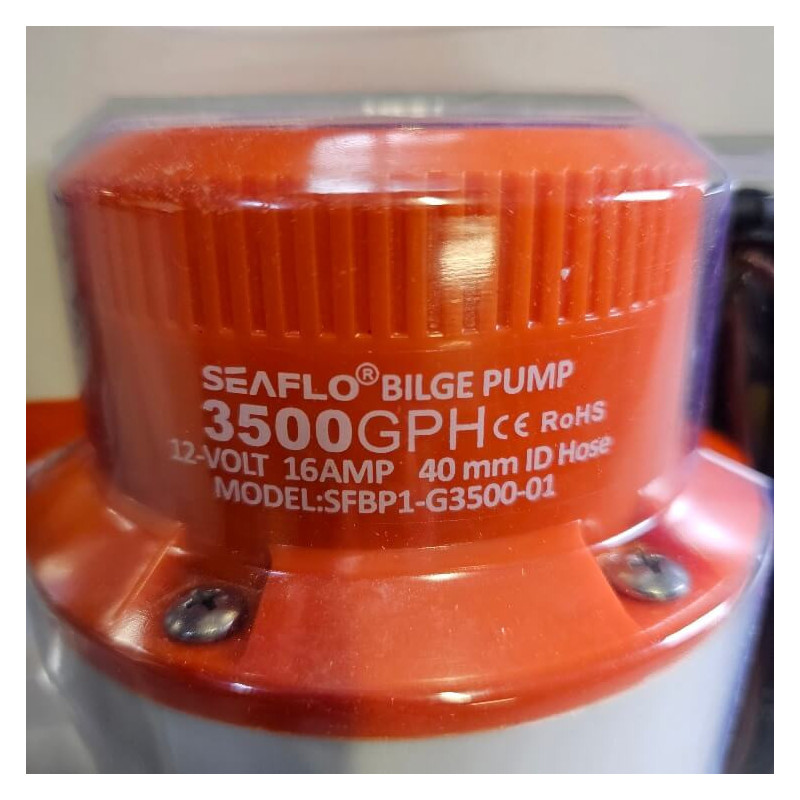 SEAFLO® BILGE PUMP
3500GPH CE RoHS
12-VOLT 16AMP 40 mm ID Hose
MODEL:SFBP1-G3500-01